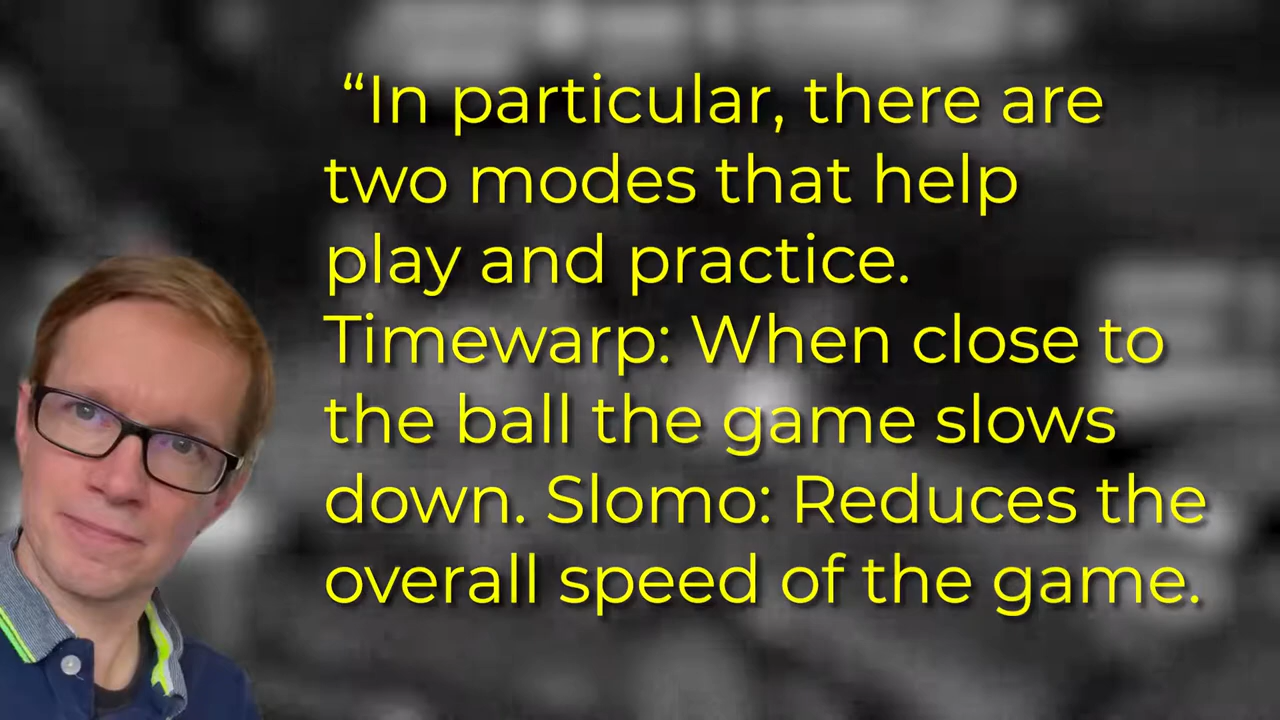 “In particular, there are
two modes that help
play and practice.
Timewarp: When close to
the ball the game slows
down. Slomo: Reduces the
overall speed of the game.